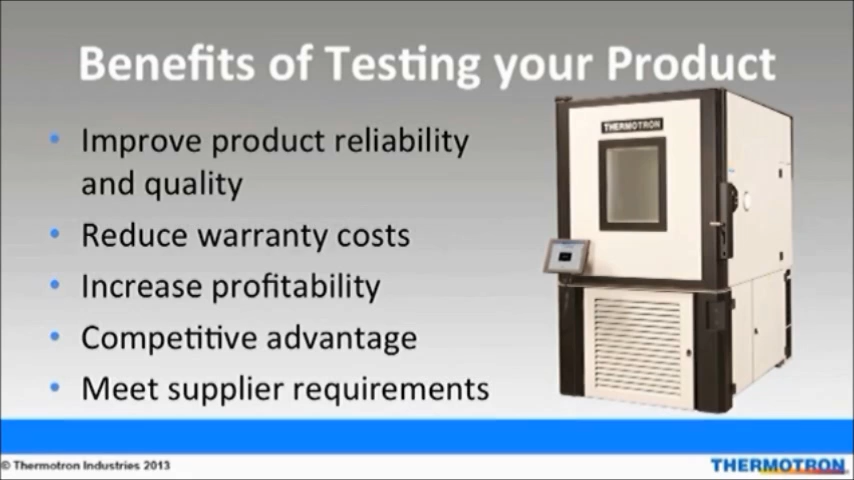 Benefits of Testing your Product
• Improve product reliability
and quality
• Reduce warranty costs
• Increase profitability
• Competitive advantage
• Meet supplier requirements
THERMOTRON
© Thermotron Industries 2013
THERMOTRON